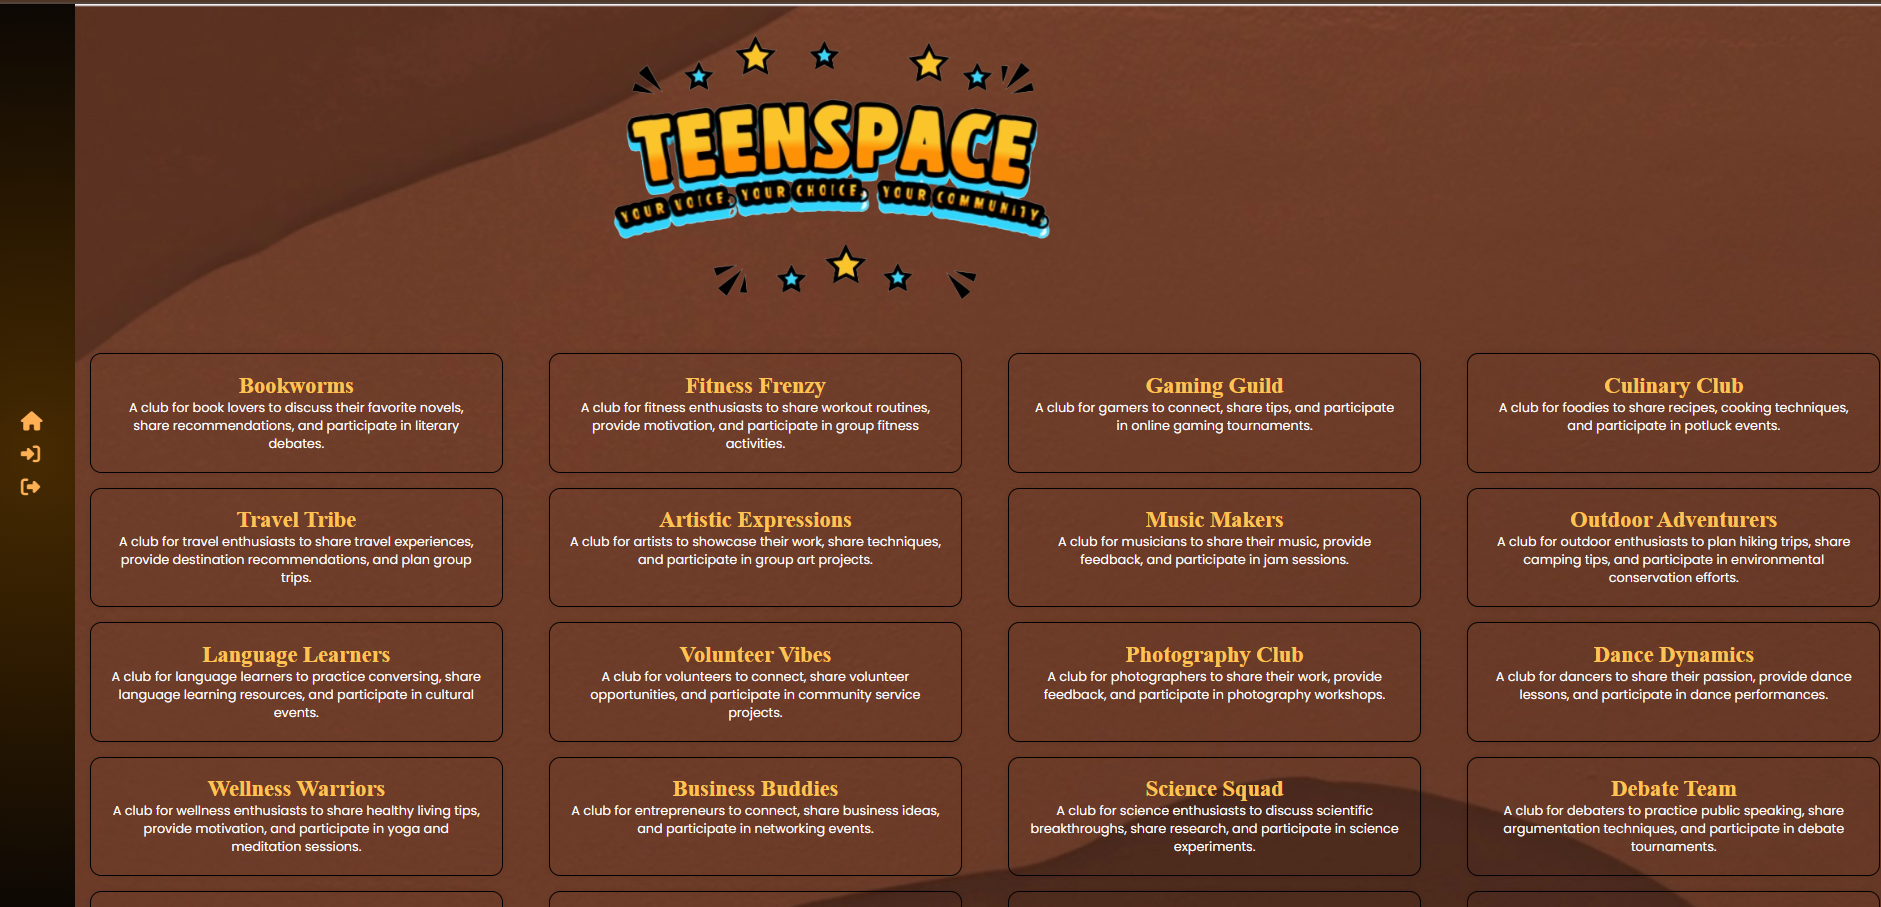 TEENSPACE
YOUR VOICE, YOUR CHOICE, YOUR COMMUNITY.
Bookworms
A club for book lovers to discuss their favorite novels,
share recommendations, and participate in literary
debates.
Fitness Frenzy
A club for fitness enthusiasts to share workout routines,
provide motivation, and participate in group fitness
activities.
Gaming Guild
A club for gamers to connect, share tips, and participate
in online gaming tournaments.
Culinary Club
A club for foodies to share recipes, cooking techniques,
and participate in potluck events.
Travel Tribe
A club for travel enthusiasts to share travel experiences,
provide destination recommendations, and plan group
trips.
Artistic Expressions
A club for artists to showcase their work, share techniques,
and participate in group art projects.
Music Makers
A club for musicians to share their music, provide
feedback, and participate in jam sessions.
Outdoor Adventurers
A club for outdoor enthusiasts to plan hiking trips, share
camping tips, and participate in environmental
conservation efforts.
Language Learners
A club for language learners to practice conversing, share
language learning resources, and participate in cultural
events.
Volunteer Vibes
A club for volunteers to connect, share volunteer
opportunities, and participate in community service
projects.
Photography Club
A club for photographers to share their work, provide
feedback, and participate in photography workshops.
Dance Dynamics
A club for dancers to share their passion, provide dance
lessons, and participate in dance performances.
Wellness Warriors
A club for wellness enthusiasts to share healthy living tips,
provide motivation, and participate in yoga and
meditation sessions.
Business Buddies
A club for entrepreneurs to connect, share business ideas,
and participate in networking events.
Science Squad
A club for science enthusiasts to discuss scientific
breakthroughs, share research, and participate in science
experiments.
Debate Team
A club for debaters to practice public speaking, share
argumentation techniques, and participate in debate
tournaments.